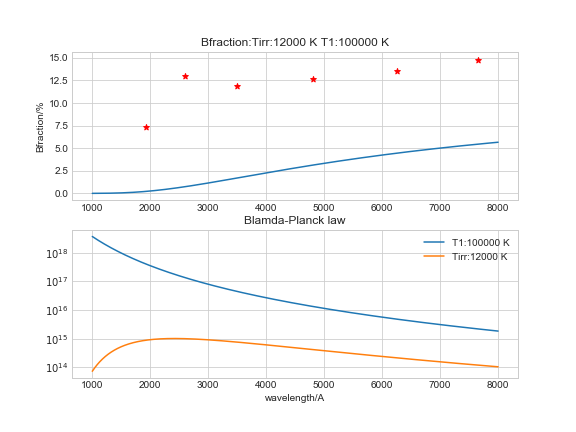 Bfraction:Tirr:12000 K T1:100000 K
Bfraction/%
15.0
12.5
10.0
7.5
5.0
2.5
0.0
1000 2000 3000 4000 5000 6000 7000 8000
Blamda-Planck law
T1:100000 K
Tirr:12000 K
10^18
10^17
10^16
10^15
10^14
1000 2000 3000 4000 5000 6000 7000 8000
wavelength/A